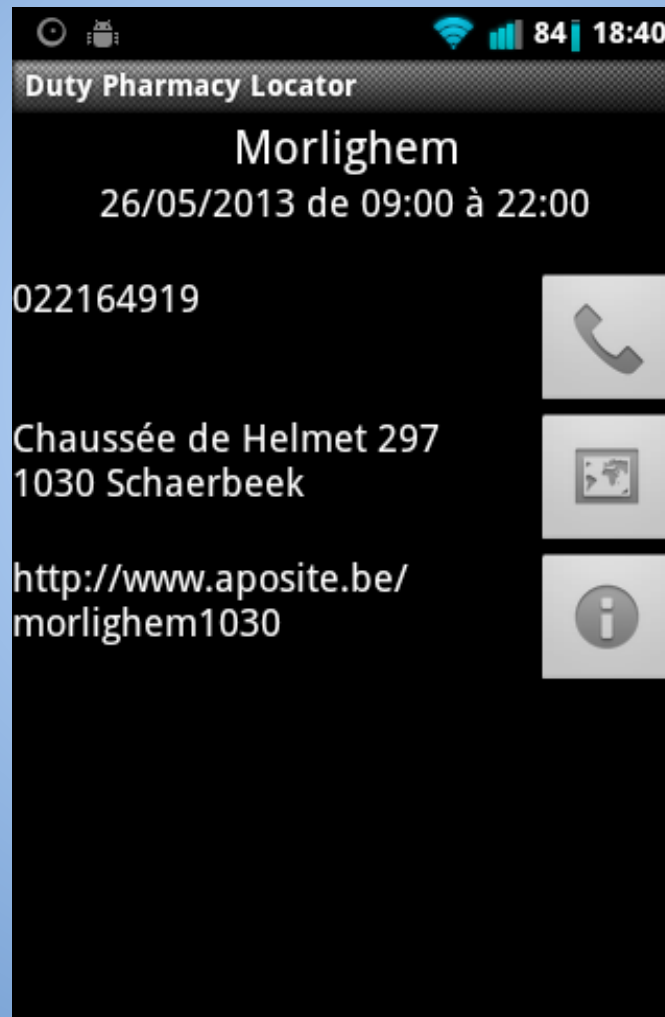 84 18:40
Duty Pharmacy Locator
Morlighem
26/05/2013 de 09:00 à 22:00
022164919
Chaussée de Helmet 297
1030 Schaerbeek
http://www.aposite.be/
morlighem1030